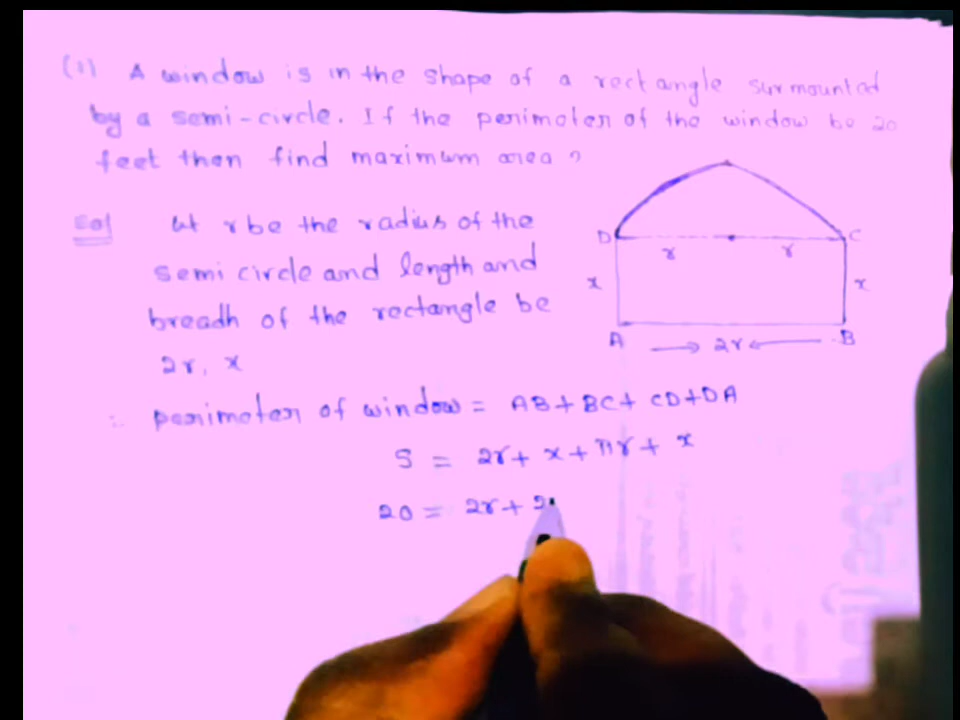 (1) A window is in the shape of a rectangle surmounted
by a semi-circle. If the perimeter of the window be 20
feet then find maximum area ?
Sol let r be the radius of the
semi circle and length and
breadh of the rectangle be
2r, x
∴ perimeter of window = AB+BC+CD+DA
S = 2r+ x+πr+ x
20 = 2r+ 2
D C
r r
x x
A B
→ 2r ←